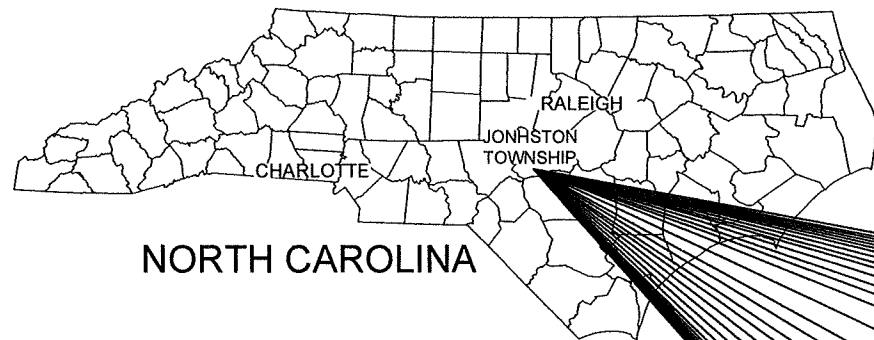 RALEIGH
JONHSTON
TOWNSHIP
CHARLOTTE
NORTH CAROLINA